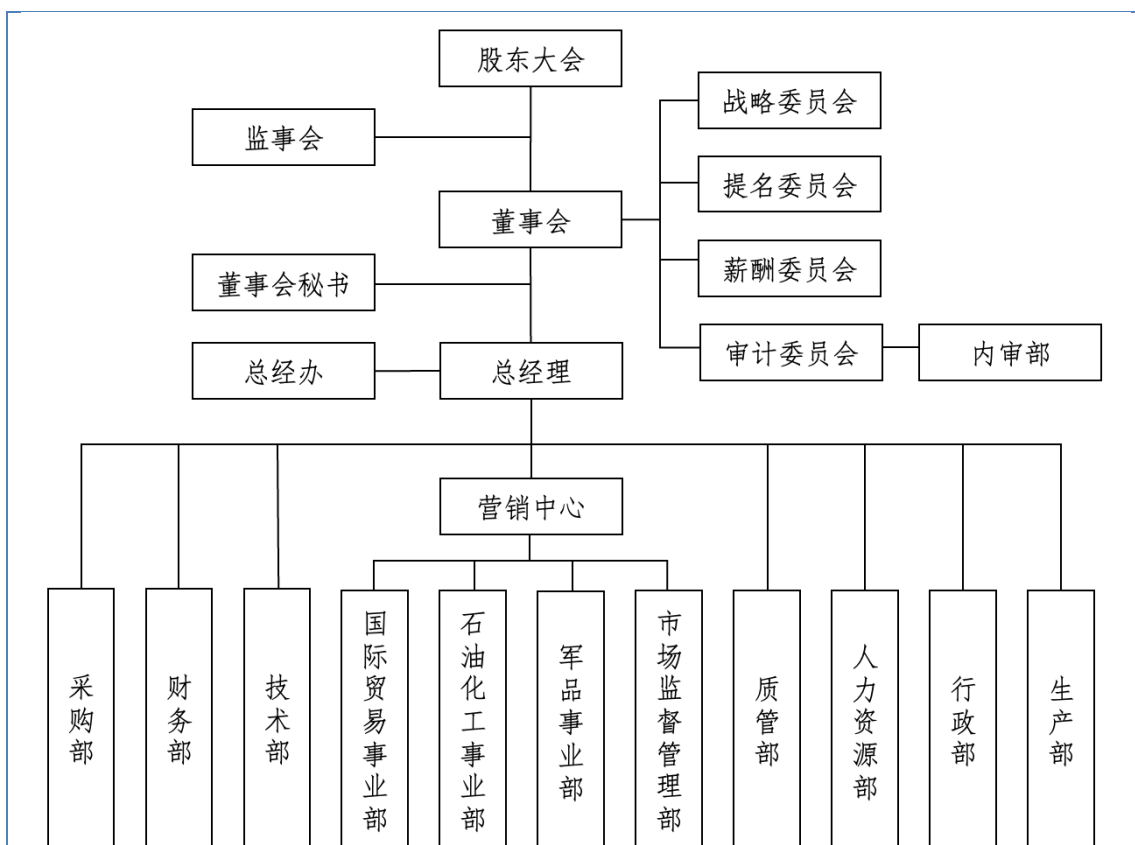 股东大会
战略委员会
监事会
提名委员会
董事会
薪酬委员会
董事会秘书
审计委员会
内审部
总经办
总经理
营销中心
采购部
财务部
技术部
国际贸易事业部
石油化工事业部
军品事业部
市场监督管理部
质管部
人力资源部
行政部
生产部